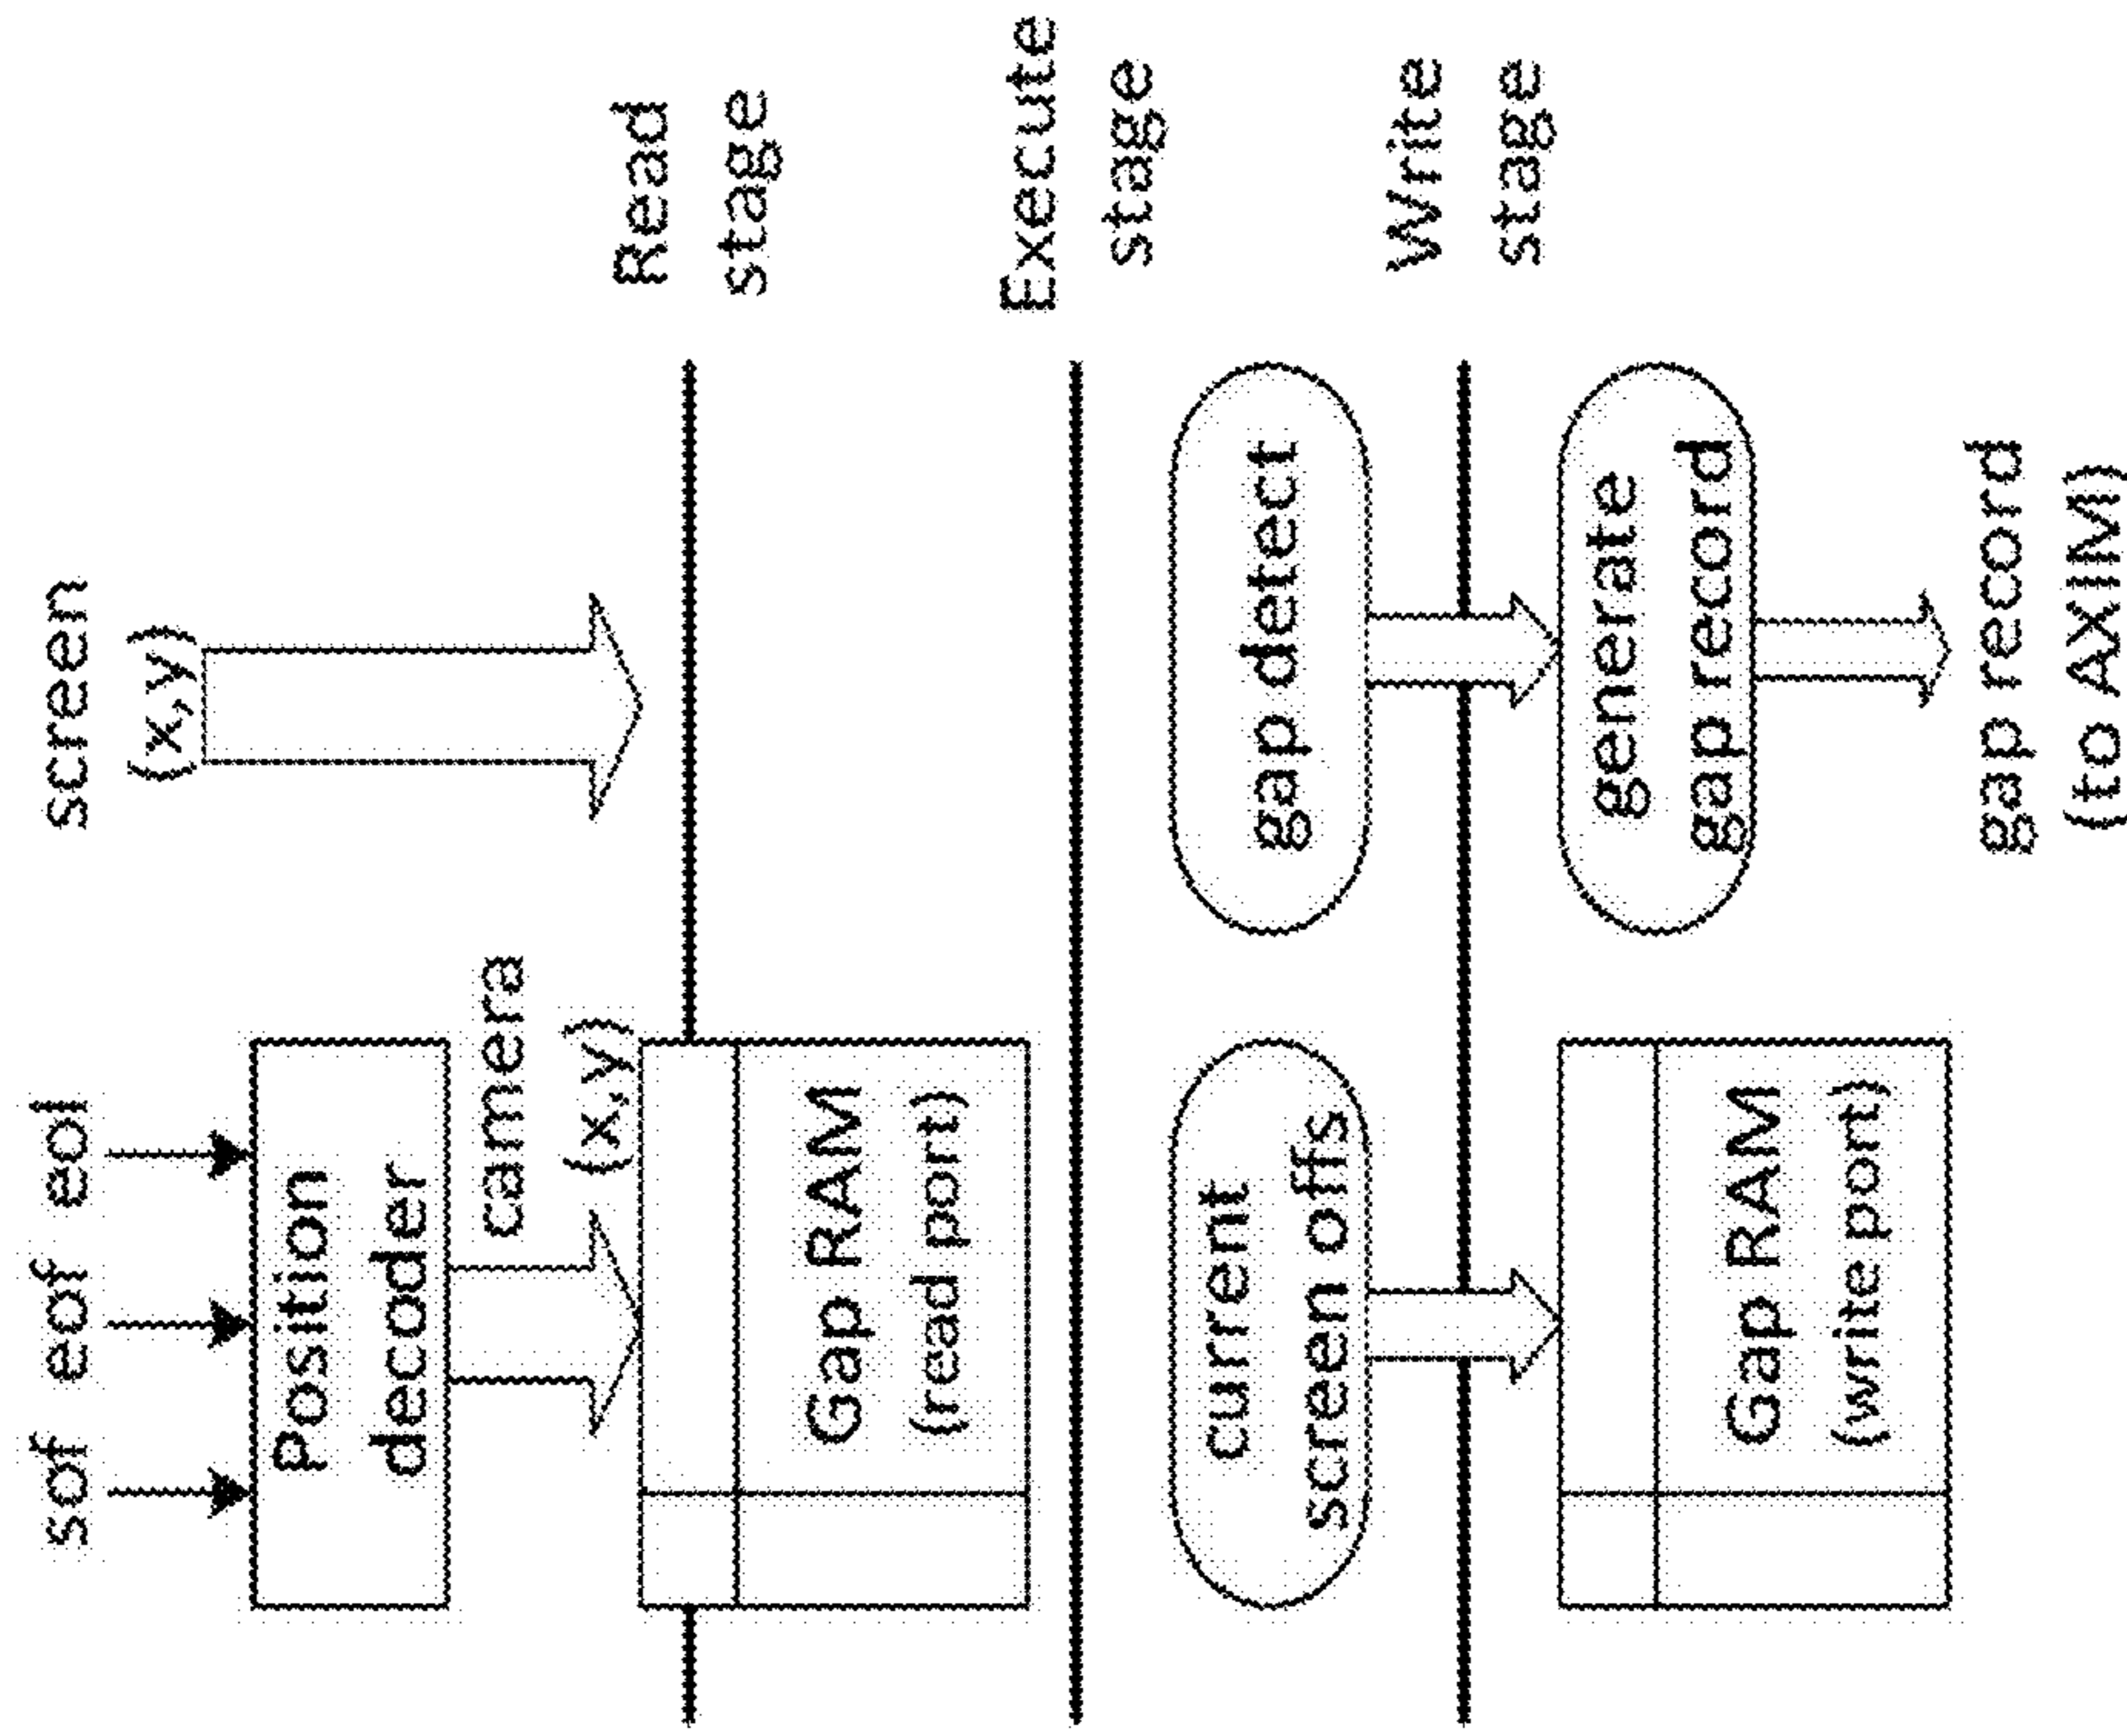 sof eof eol
screen
(x,y)
Position
decoder
camera
(x,y)
Read
stage
Gap RAM
(read port)
Execute
stage
current
screen offs
gap detect
Write
stage
Gap RAM
(write port)
generate
gap record
gap record
(to AXIM)